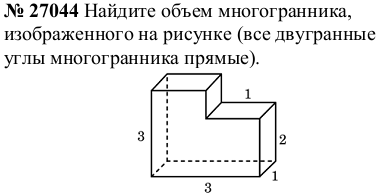 № 27044 Найдите объем многогранника,
изображенного на рисунке (все двугранные
углы многогранника прямые).
1
3
2
1
3